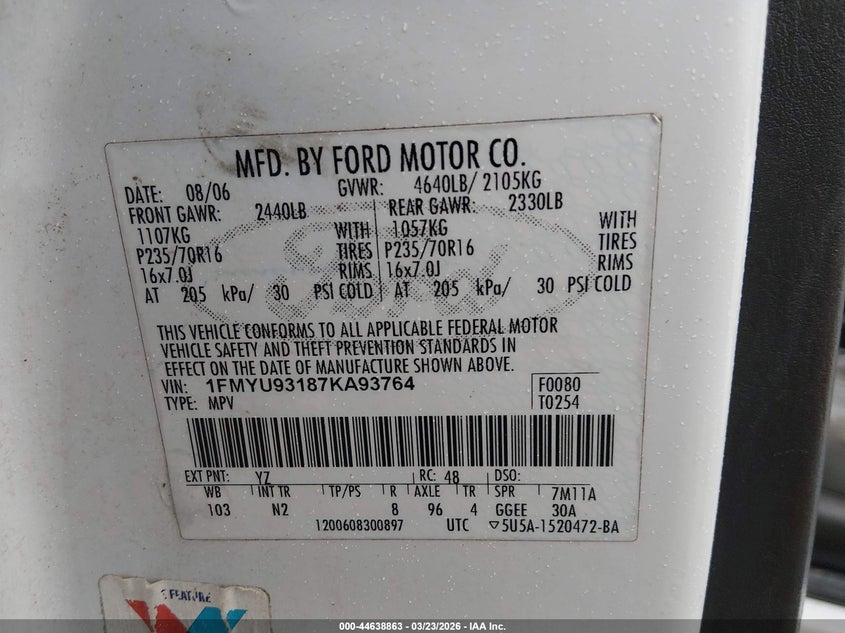 MFD. BY FORD MOTOR CO.
DATE: 08/06 GVWR: 4640LB/ 2105KG
FRONT GAWR: 2440LB REAR GAWR: 2330LB
1107KG WITH 1057KG WITH
P235/70R16 TIRES P235/70R16 TIRES
16x7.0J RIMS 16x7.0J RIMS
AT 205 kPa/ 30 PSI COLD AT 205 kPa/ 30 PSI COLD
Ford
THIS VEHICLE CONFORMS TO ALL APPLICABLE FEDERAL MOTOR
VEHICLE SAFETY AND THEFT PREVENTION STANDARDS IN
EFFECT ON THE DATE OF MANUFACTURE SHOWN ABOVE.
VIN: 1FMYU93187KA93764 F0080
TYPE: MPV T0254
EXT PNT: YZ RC: 48 DSO:
WB INT TR TP/PS R AXLE TR SPR 7M11A
103 N2 8 96 4 GGEE 30A
1200608300897 UTC ▽5U5A-1520472-BA
FEATURE
000-44638863 - 03/23/2026 - IAA Inc.